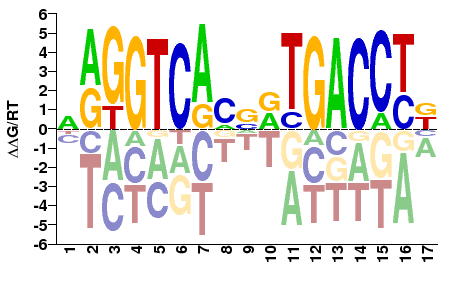 6
5
4
3
2
1
0
-1
-2
-3
-4
-5
-6
ΔΔG/RT
A C
A G C T
G T A C
G A C T
T G A C
C T A G
A G C T
C G T
G C T
G A T
T C G A
G A C T
A C G T
C G A T
C A G T
T C G A
G T C A
1 2 3 4 5 6 7 8 9 10 11 12 13 14 15 16 17